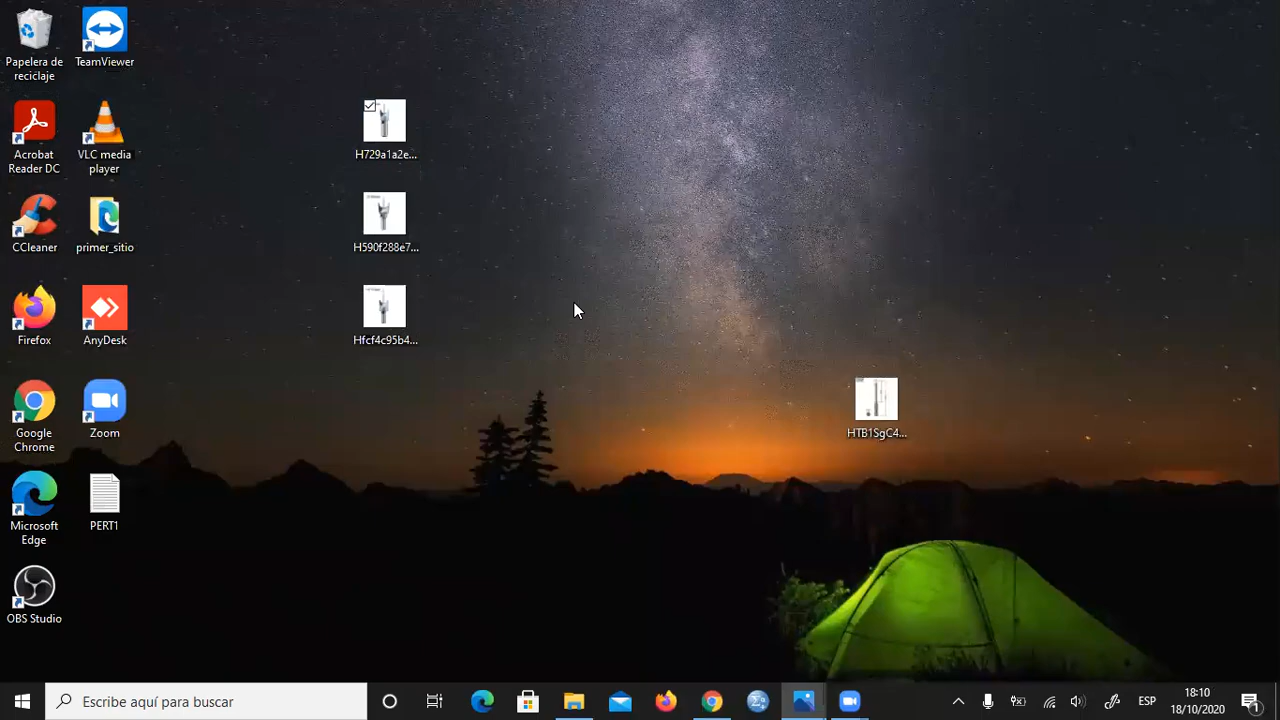 Papelera de
reciclaje
TeamViewer
Acrobat
Reader DC
VLC media
player
CCleaner
primer_sitio
Firefox
AnyDesk
Google
Chrome
Zoom
Microsoft
Edge
PERT1
OBS Studio
H729a1a2e...
H590f288e7...
Hfcf4c95b4...
HTB1SgC4...
Escribe aquí para buscar
ESP
18:10
18/10/2020
1